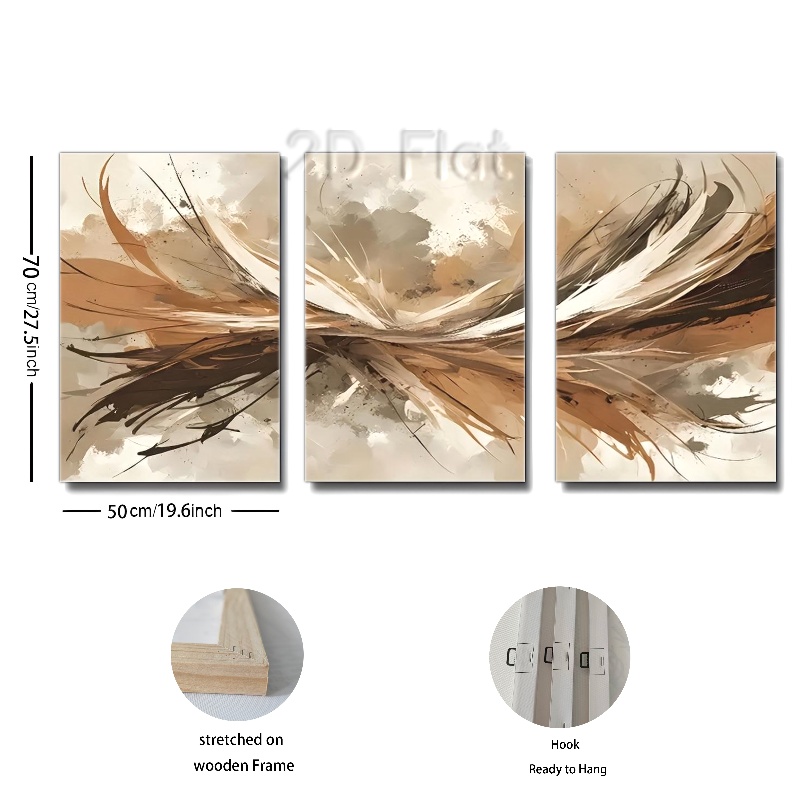 2D Flat
70cm/27.5inch
50cm/19.6inch
stretched on
wooden Frame
Hook
Ready to Hang